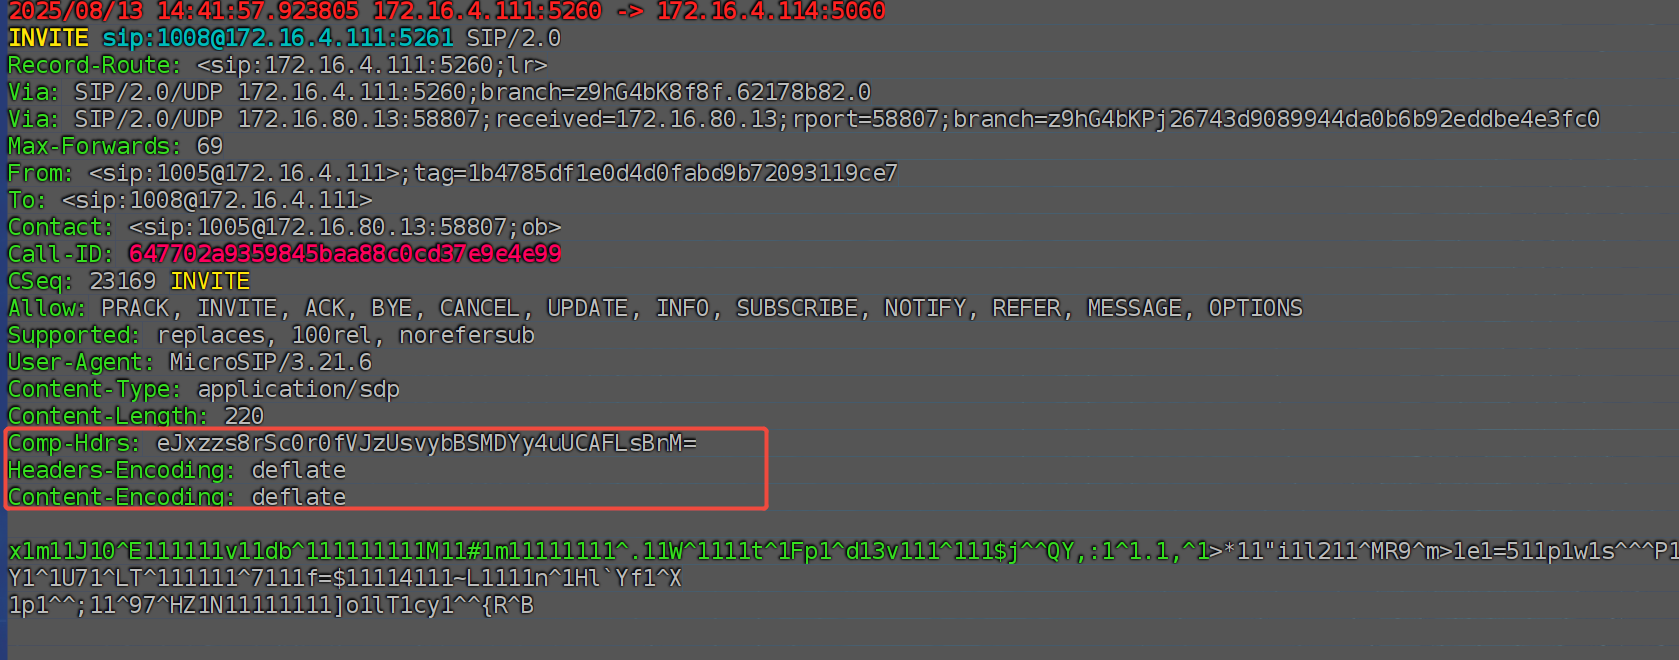 2025/08/13 14:41:57.923805 172.16.4.111:5260 -> 172.16.4.114:5060
INVITE sip:1008@172.16.4.111:5261 SIP/2.0
Record-Route: <sip:172.16.4.111:5260;lr>
Via: SIP/2.0/UDP 172.16.4.111:5260;branch=z9hG4bK8f8f.62178b82.0
Via: SIP/2.0/UDP 172.16.80.13:58807;received=172.16.80.13;rport=58807;branch=z9hG4bKPj26743d9089944da0b6b92eddbe4e3fc0
Max-Forwards: 69
From: <sip:1005@172.16.4.111>;tag=1b4785df1e0d4d0fabd9b72093119ce7
To: <sip:1008@172.16.4.111>
Contact: <sip:1005@172.16.80.13:58807;ob>
Call-ID: 647702a9359845baa88c0cd37e9e4e99
CSeq: 23169 INVITE
Allow: PRACK, INVITE, ACK, BYE, CANCEL, UPDATE, INFO, SUBSCRIBE, NOTIFY, REFER, MESSAGE, OPTIONS
Supported: replaces, 100rel, norefersub
User-Agent: MicroSIP/3.21.6
Content-Type: application/sdp
Content-Length: 220
Comp-Hdrs: eJxzzs8rSc0r0fVJzUsvybBSMDYy4uUCAFLsBnM=
Headers-Encoding: deflate
Content-Encoding: deflate
x1m11J10^E111111v11db^111111111M11#1m11111111^.11W^1111t^1Fp1^d13v111^111$j^^QY,:1^1.1,^1>*11"i1l211^MR9^m>1e1=511p1w1s^^^P1
Y1^1U71^LT^111111^7111f=$11114111~L1111n^1Hl`Yf1^X
1p1^^;11^97^HZ1N11111111]o1lT1cy1^^{R^B